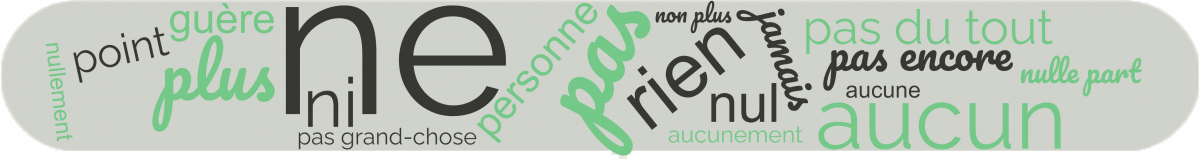 nullement
point
guère
plus
ne
ni
pas grand-chose
personne
pas
non plus
rien
jamais
nul
aucunement
pas du tout
pas encore
nulle part
aucune
aucun